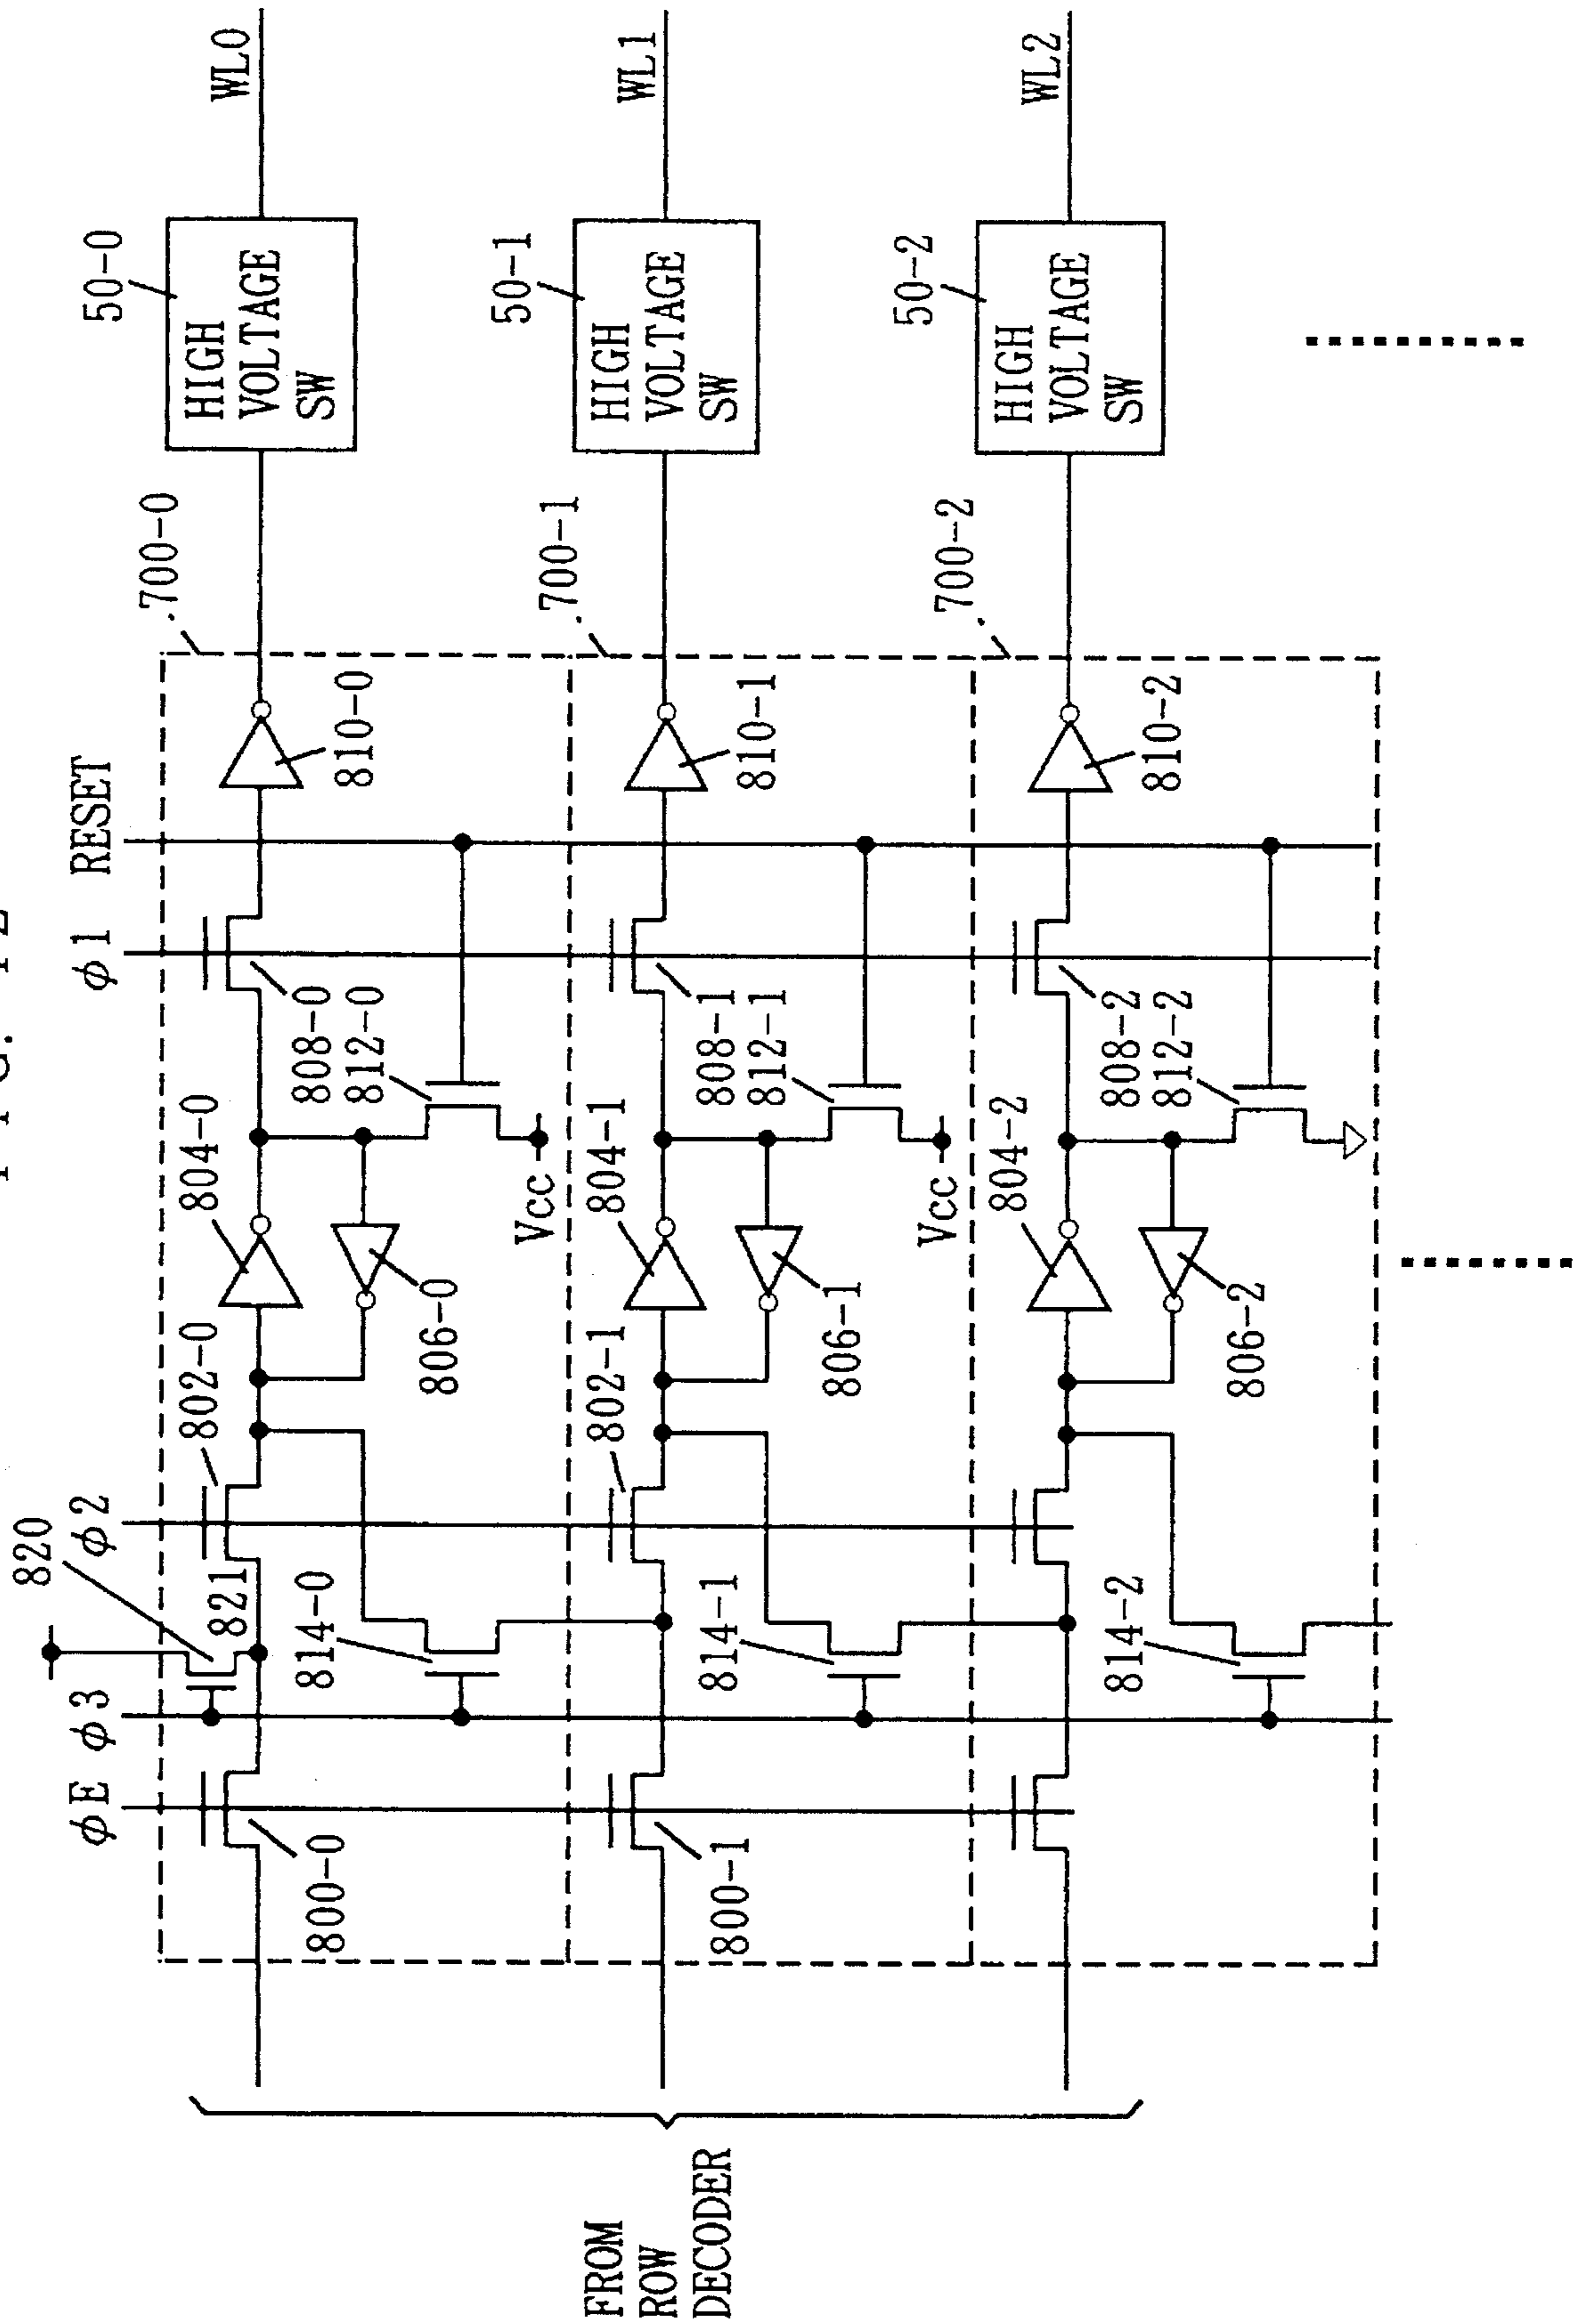 WL0
WL1
WL2
50-0
50-1
50-2
HIGH
VOLTAGE
SW
HIGH
VOLTAGE
SW
HIGH
VOLTAGE
SW
700-0
700-1
700-2
810-0
810-1
810-2
RESET
φ1
808-0
812-0
808-1
812-1
808-2
812-2
804-0
804-1
804-2
Vcc
Vcc
806-0
806-1
806-2
802-0
802-1
820
φ2
821
814-0
814-1
814-2
φ3
φE
800-0
800-1
FROM
ROW
DECODER